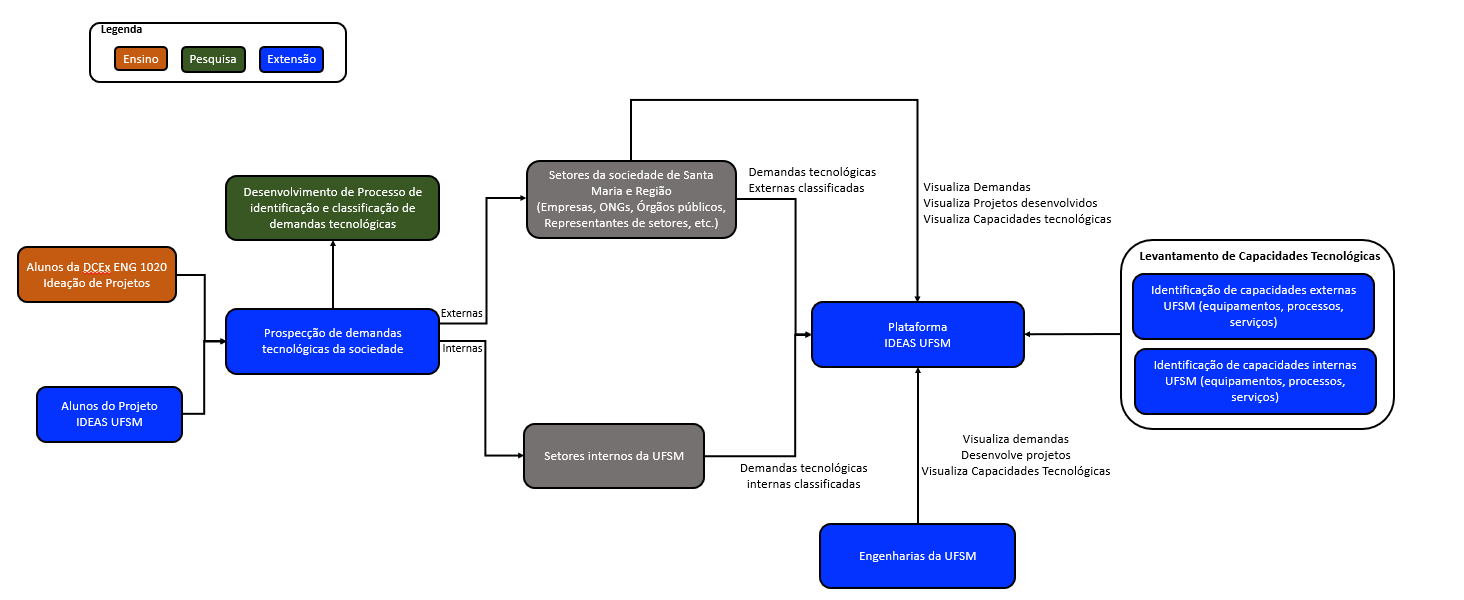 Legenda
Ensino
Pesquisa
Extensão
Desenvolvimento de Processo de
identificação e classificação de
demandas tecnológicas
Alunos da DCEx ENG 1020
Ideação de Projetos
Prospecção de demandas
tecnológicas da sociedade
Alunos do Projeto
IDEAS UFSM
Externas
Internas
Setores da sociedade de Santa
Maria e Região
(Empresas, ONGs, Órgãos públicos,
Representantes de setores, etc.)
Demandas tecnológicas
Externas classificadas
Setores internos da UFSM
Demandas tecnológicas
internas classificadas
Visualiza Demandas
Visualiza Projetos desenvolvidos
Visualiza Capacidades tecnológicas
Plataforma
IDEAS UFSM
Visualiza demandas
Desenvolve projetos
Visualiza Capacidades Tecnológicas
Engenharias da UFSM
Levantamento de Capacidades Tecnológicas
Identificação de capacidades externas
UFSM (equipamentos, processos,
serviços)
Identificação de capacidades internas
UFSM (equipamentos, processos,
serviços)